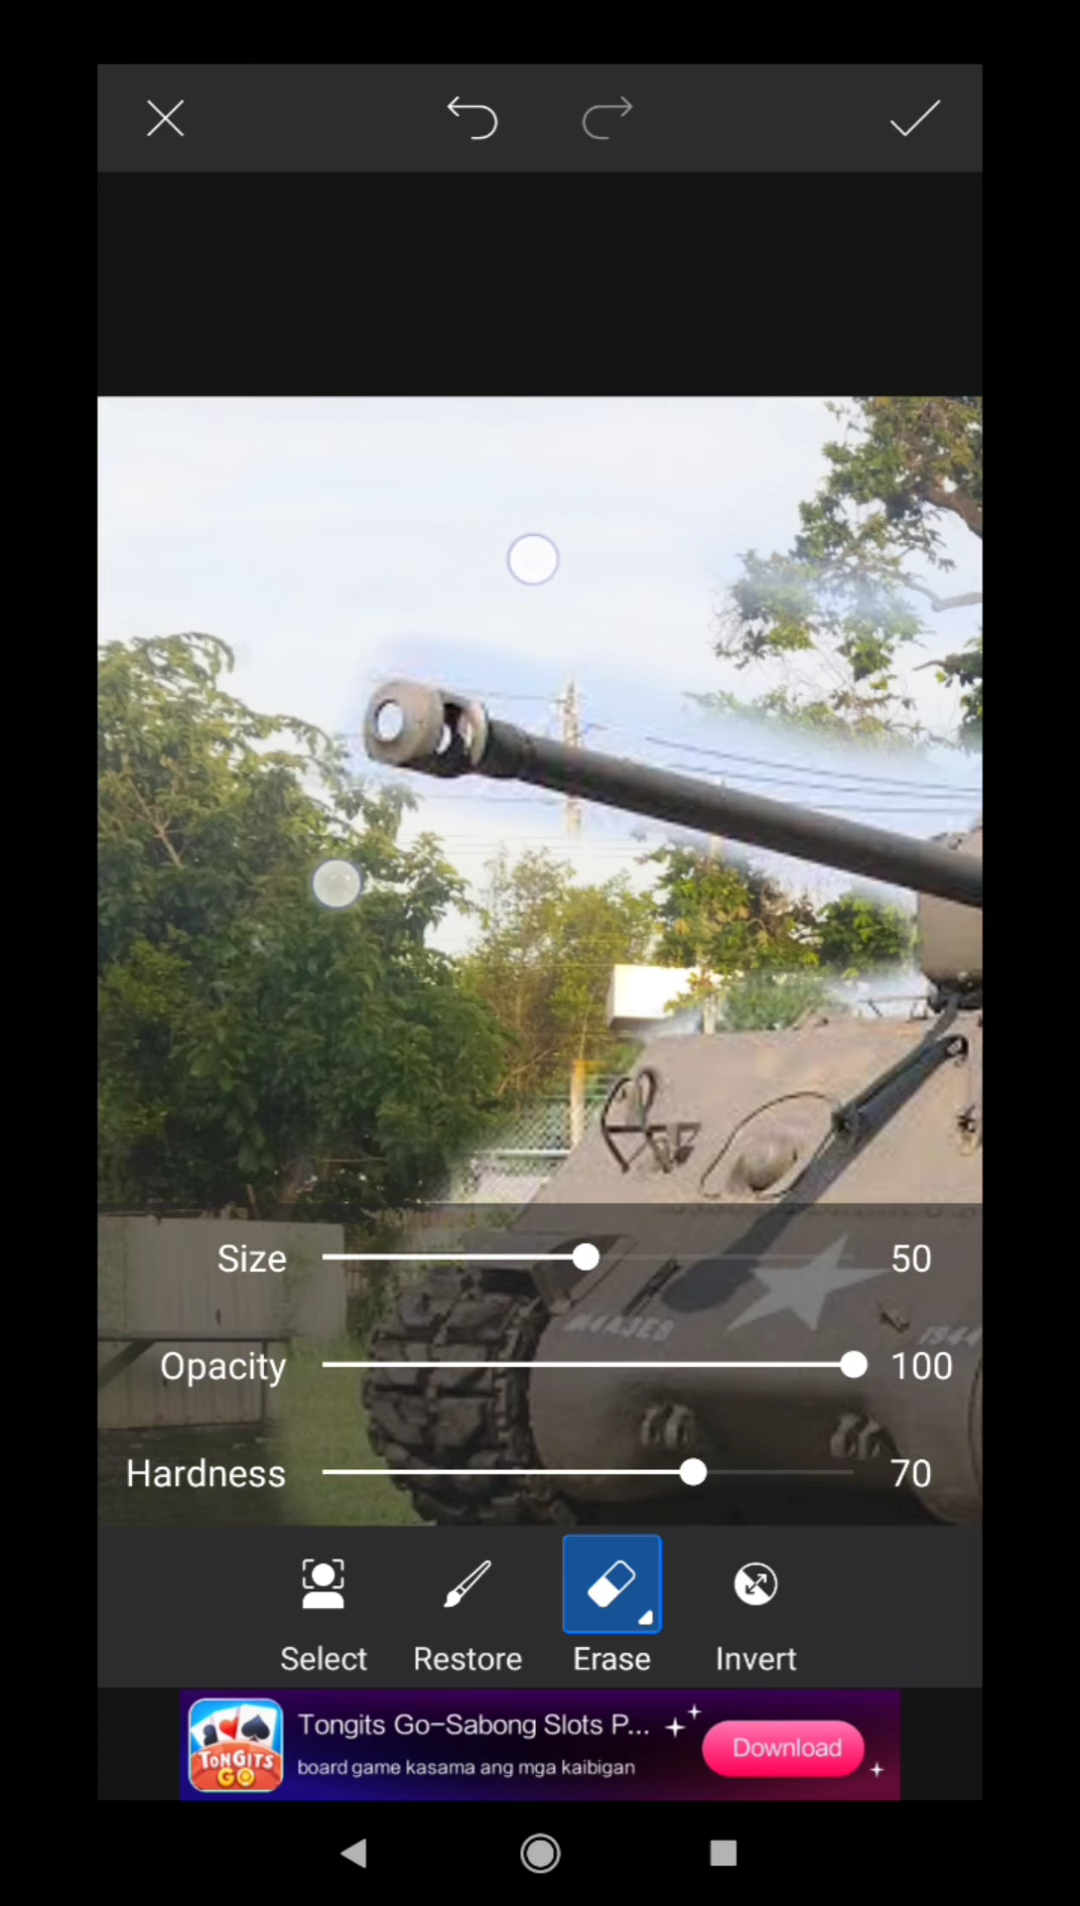 Size 50
Opacity 100
M4A3E8
1944
Hardness 70
Select Restore Erase Invert
Tongits Go-Sabong Slots P...
board game kasama ang mga kaibigan
Download
TONGITS
GO